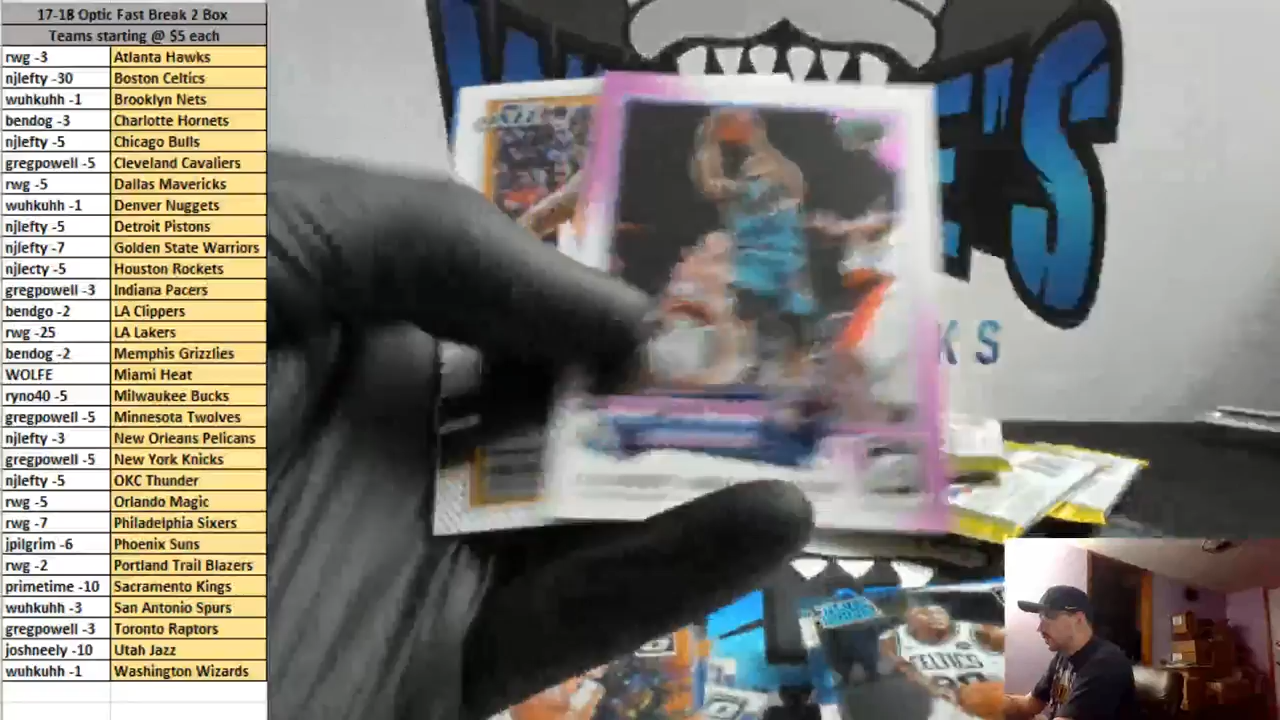 17-18 Optic Fast Break 2 Box
Teams starting @ $5 each
rwg -3 Atlanta Hawks
njlefty -30 Boston Celtics
wuhkuhh -1 Brooklyn Nets
bendog -3 Charlotte Hornets
njlefty -5 Chicago Bulls
gregpowell -5 Cleveland Cavaliers
rwg -5 Dallas Mavericks
wuhkuhh -1 Denver Nuggets
njlefty -5 Detroit Pistons
njlefty -7 Golden State Warriors
njlecty -5 Houston Rockets
gregpowell -3 Indiana Pacers
bendgo -2 LA Clippers
rwg -25 LA Lakers
bendog -2 Memphis Grizzlies
WOLFE Miami Heat
ryno40 -5 Milwaukee Bucks
gregpowell -5 Minnesota Twolves
njlefty -3 New Orleans Pelicans
gregpowell -5 New York Knicks
njlefty -5 OKC Thunder
rwg -5 Orlando Magic
rwg -7 Philadelphia Sixers
jpilgrim -6 Phoenix Suns
rwg -2 Portland Trail Blazers
primetime -10 Sacramento Kings
wuhkuhh -3 San Antonio Spurs
gregpowell -3 Toronto Raptors
joshneely -10 Utah Jazz
wuhkuhh -1 Washington Wizards
CELTICS